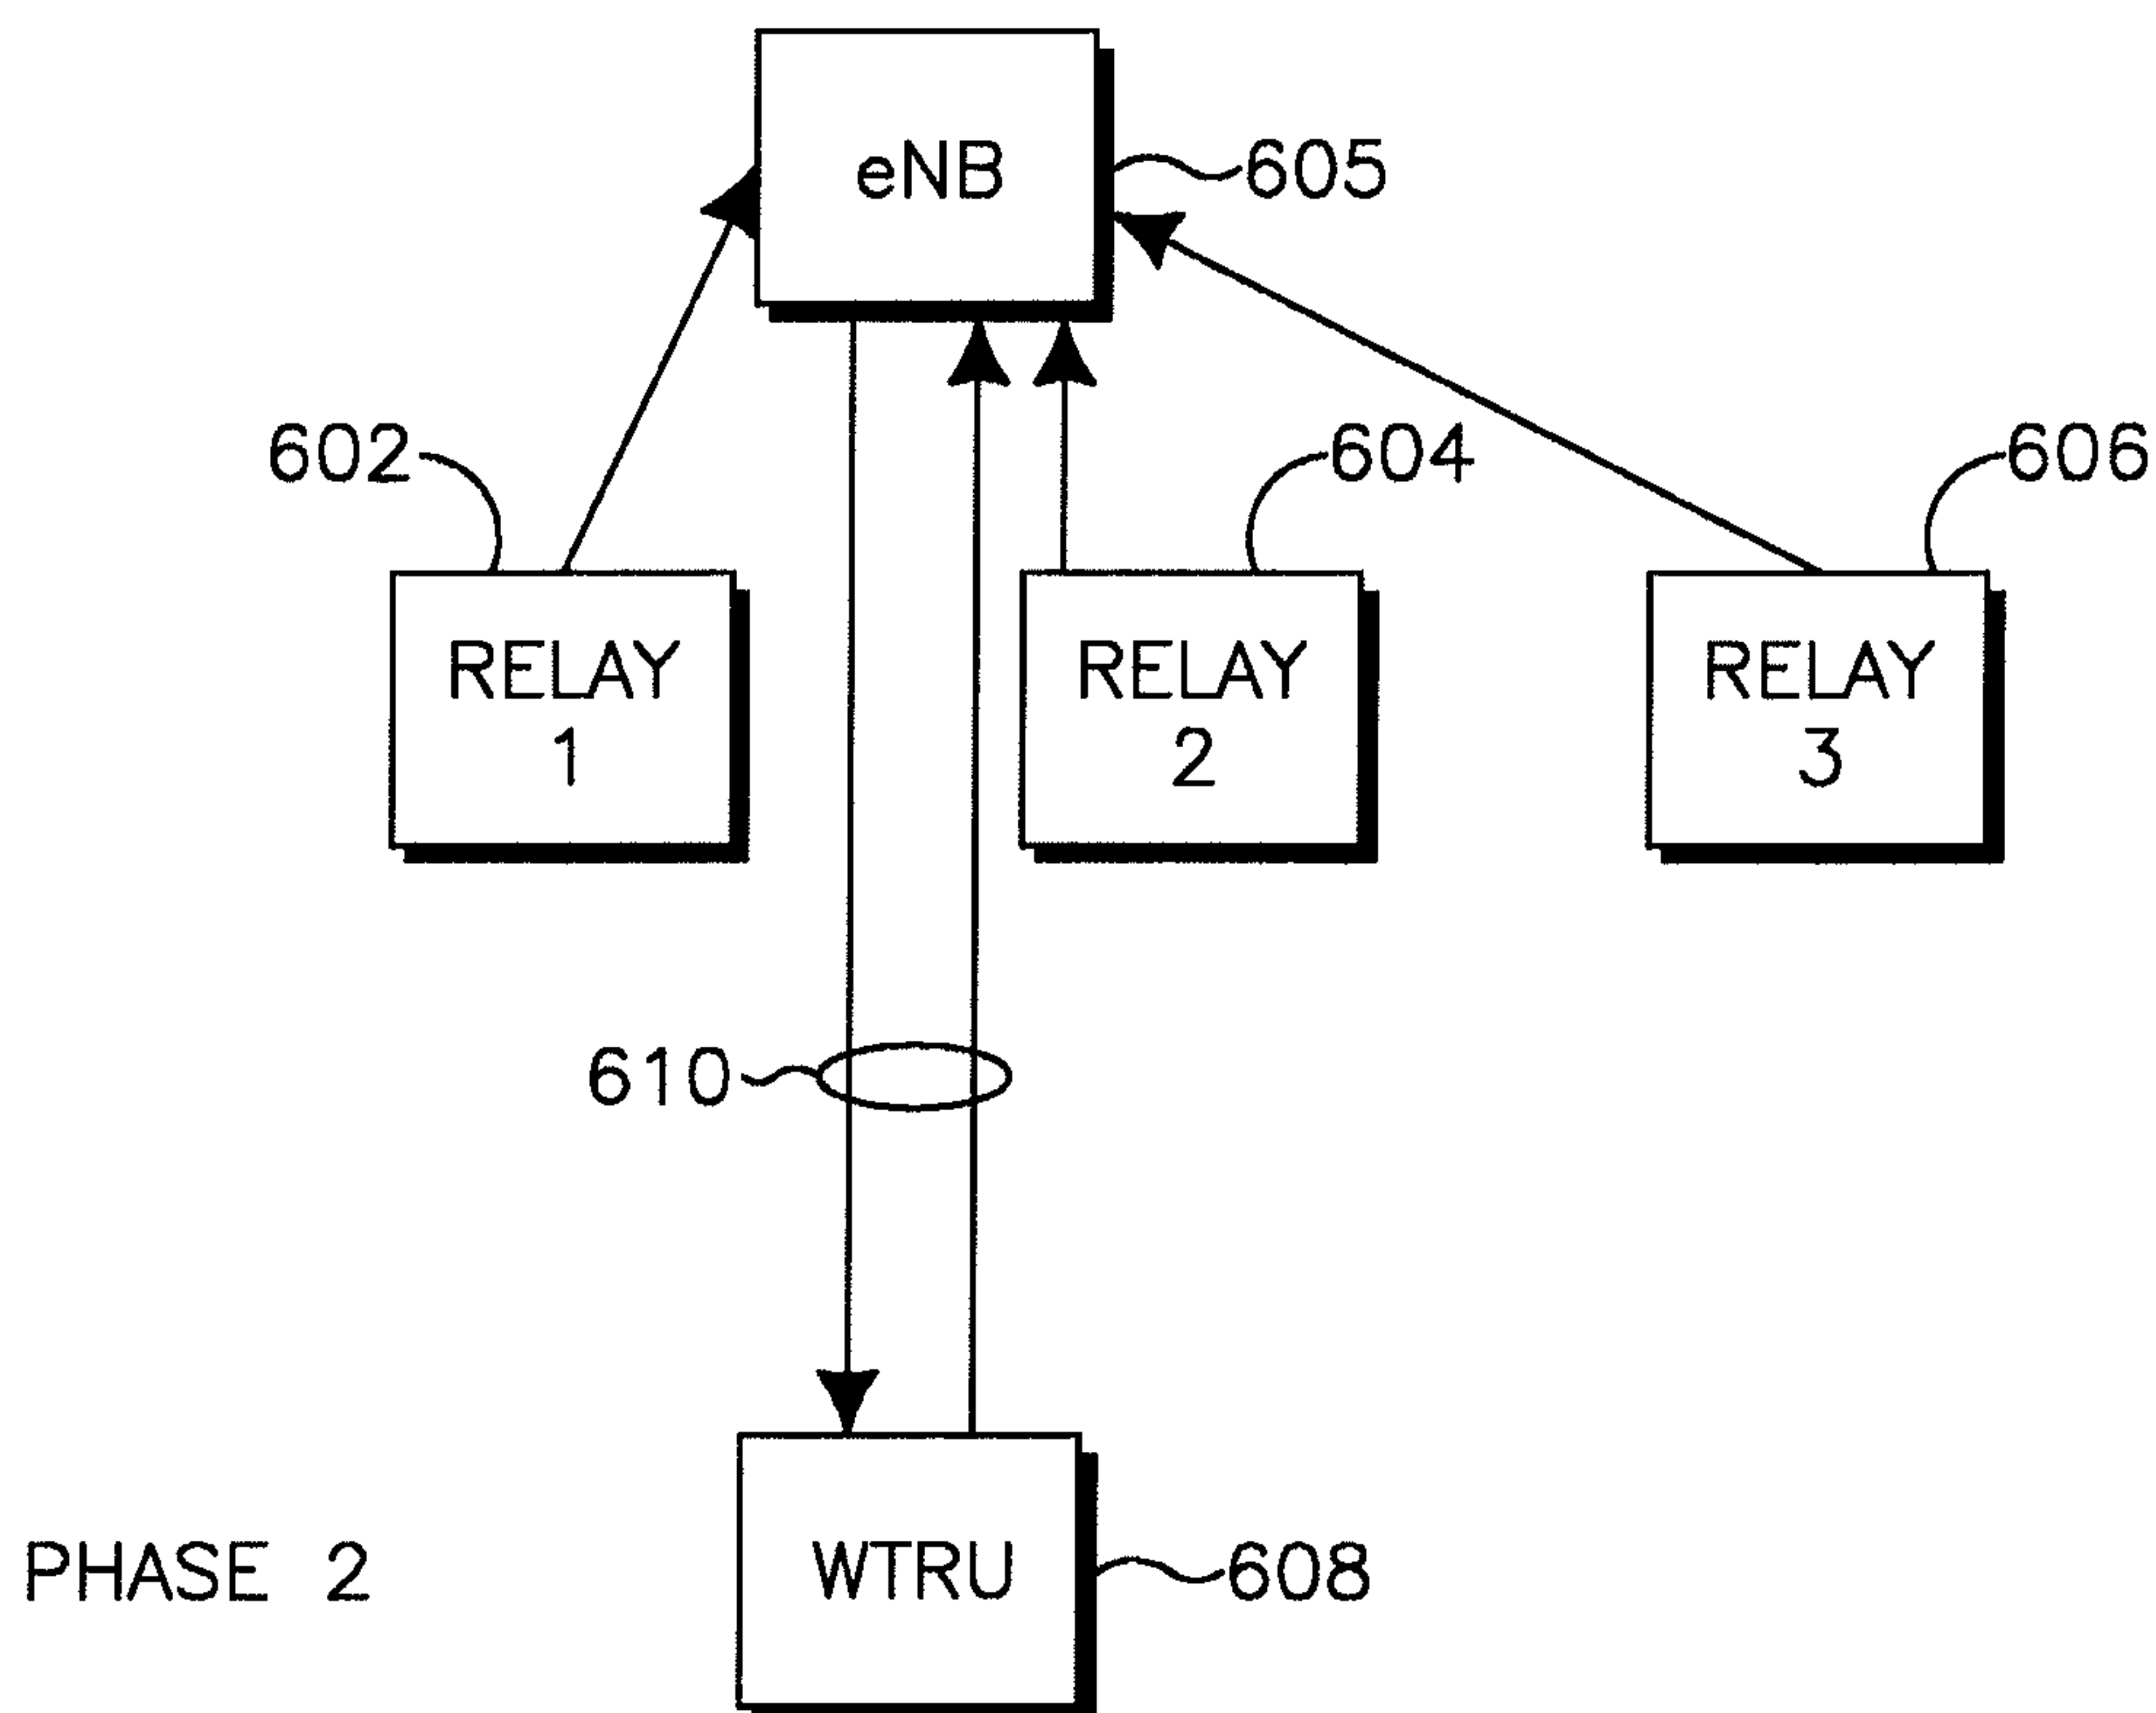 eNB
605
602
604
606
RELAY
1
RELAY
2
RELAY
3
610
WTRU
608
PHASE 2